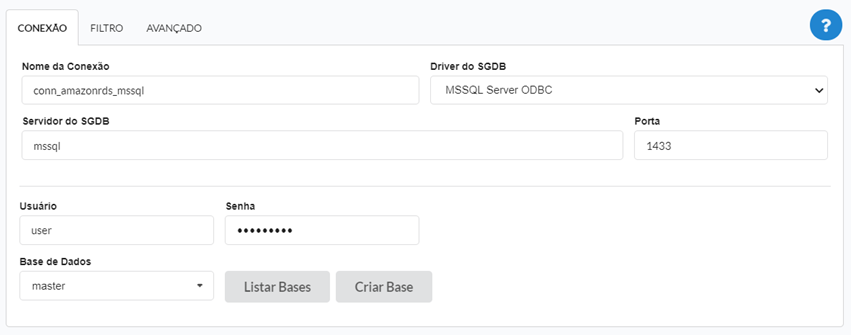 CONEXÃO FILTRO AVANÇADO ?
Nome da Conexão Driver do SGDB
conn_amazonrds_mssql MSSQL Server ODBC
Servidor do SGDB Porta
mssql 1433
Usuário Senha
user •••••••••
Base de Dados
master Listar Bases Criar Base